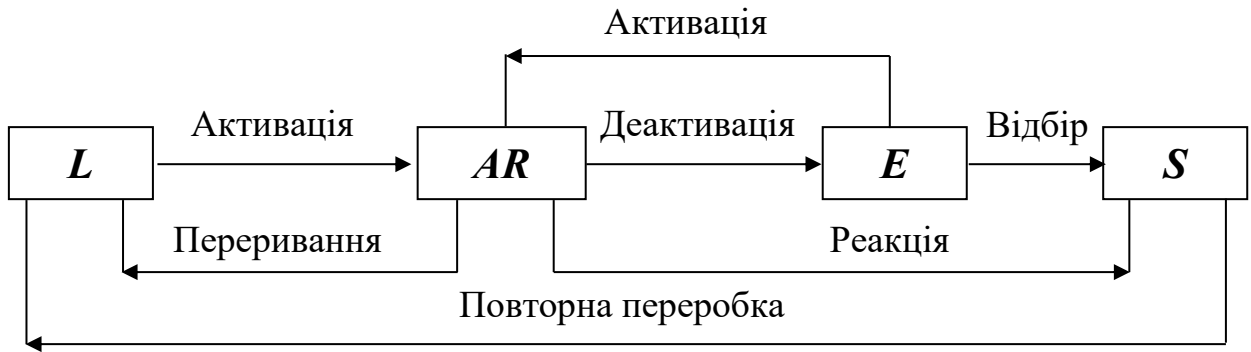 Активація
Активація
Деактивація
Відбір
L
AR
E
S
Переривання
Реакція
Повторна переробка